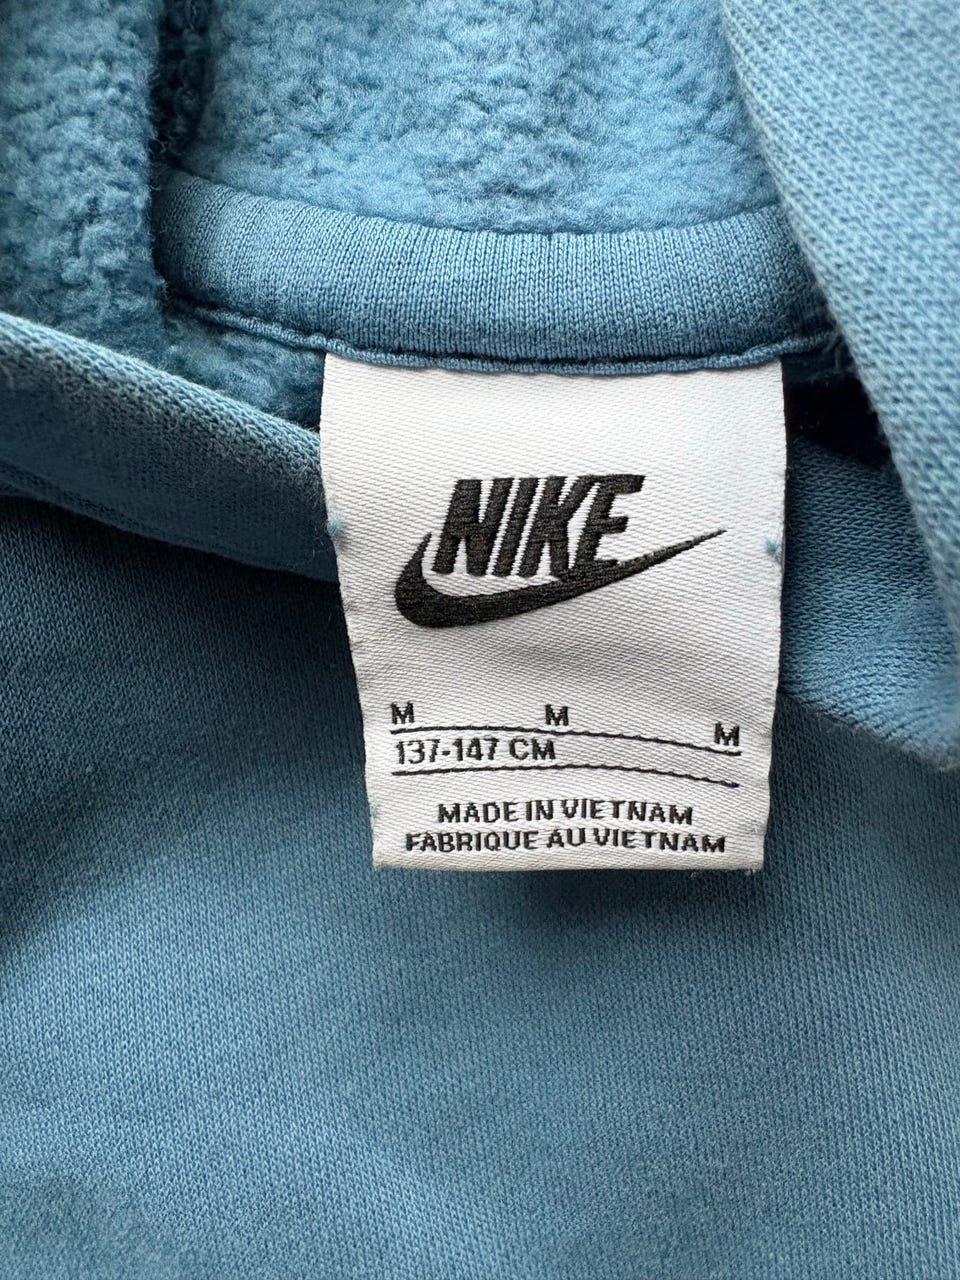 NIKE
M M M
137-147 CM
MADE IN VIETNAM
FABRIQUE AU VIETNAM